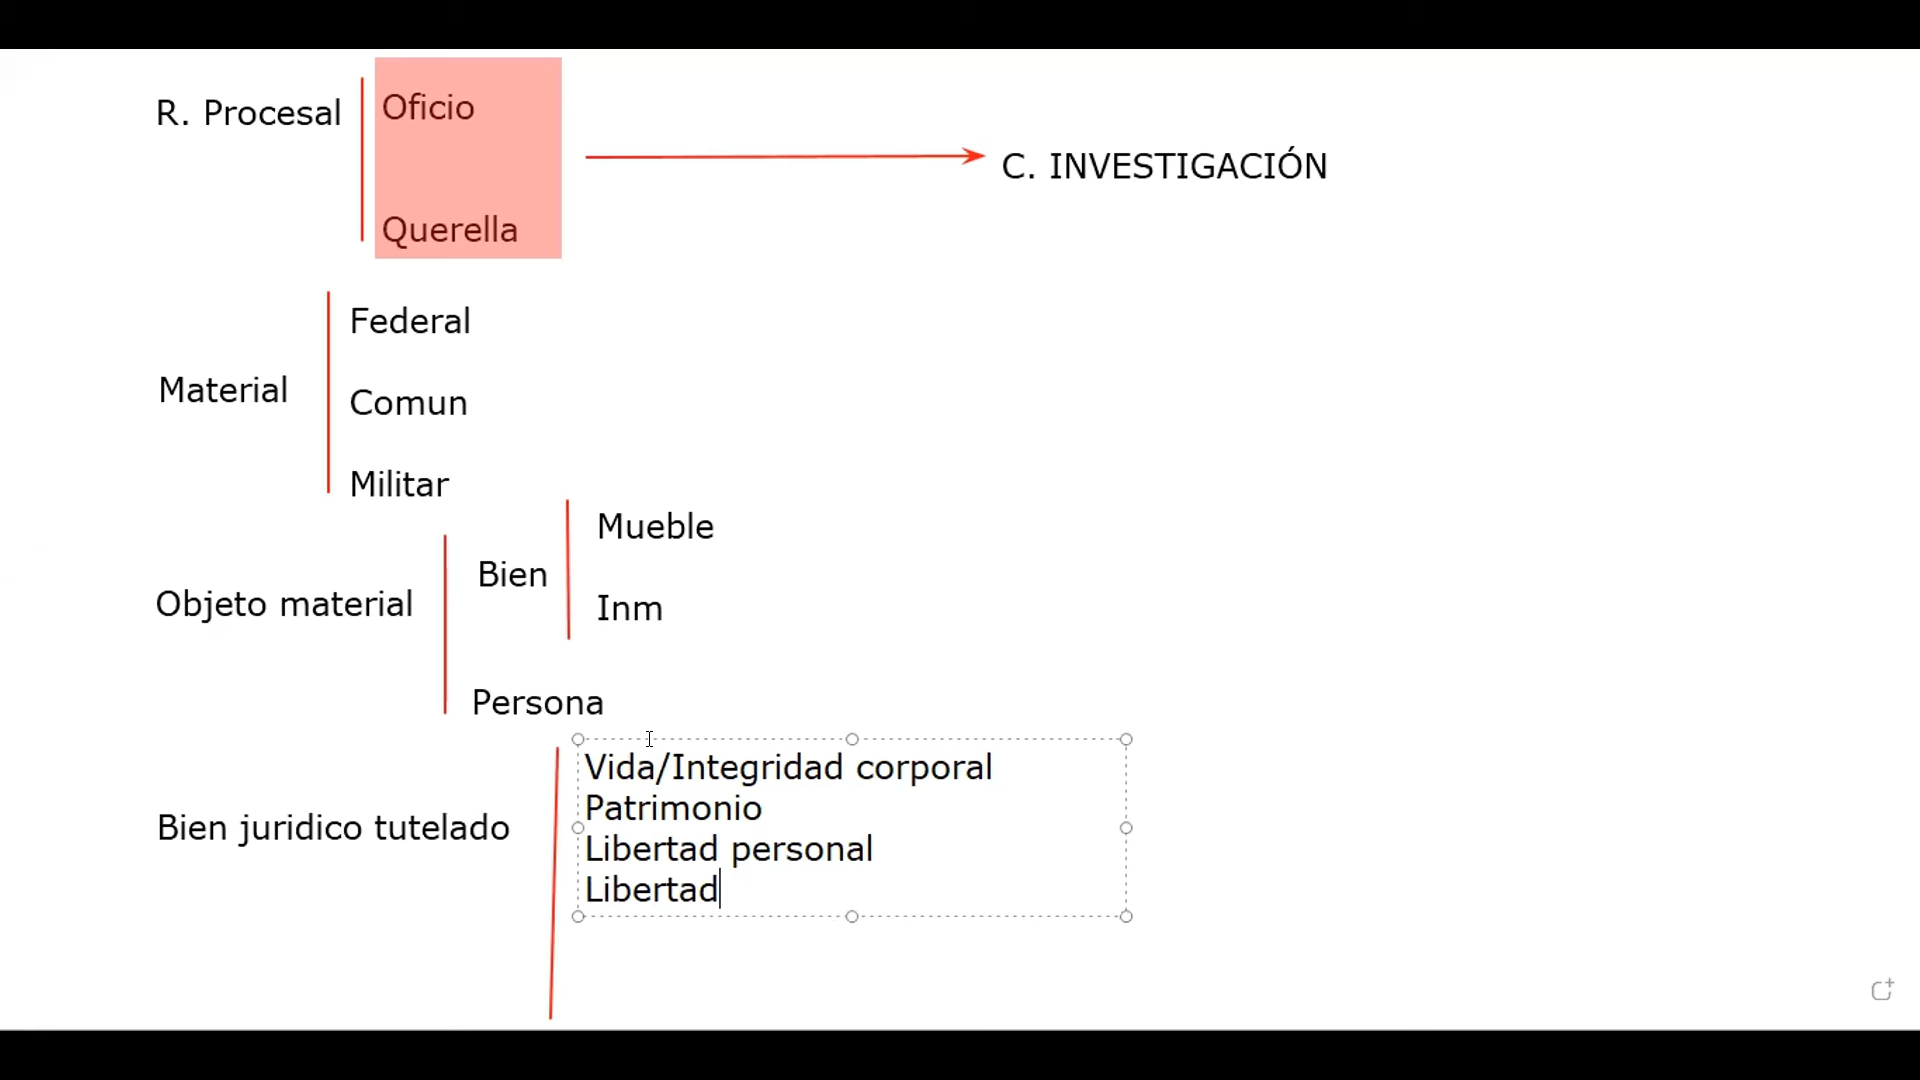 R. Procesal
Oficio
Querella
C. INVESTIGACIÓN
Material
Federal
Comun
Militar
Objeto material
Bien
Mueble
Inm
Persona
Bien juridico tutelado
Vida/Integridad corporal
Patrimonio
Libertad personal
Libertad